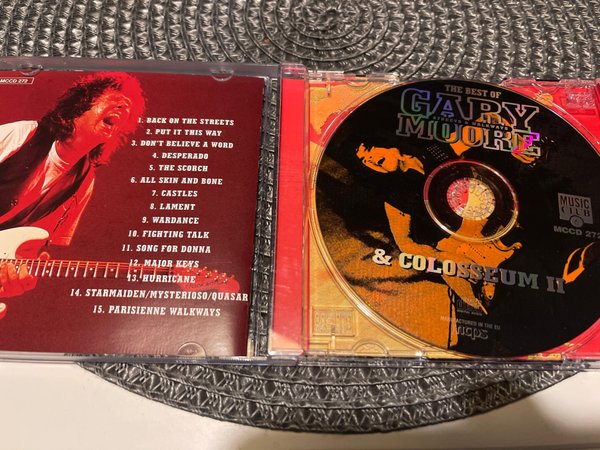 MCCD 272
1. BACK ON THE STREETS
2. PUT IT THIS WAY
3. DON'T BELIEVE A WORD
4. DESPERADO
5. THE SCORCH
6. ALL SKIN AND BONE
7. CASTLES
8. LAMENT
9. WARDANCE
10. FIGHTING TALK
11. SONG FOR DONNA
12. MAJOR KEYS
13. HURRICANE
14. STARMAIDEN/MYSTERIOSO/QUASAR
15. PARISIENNE WALKWAYS
THE BEST OF
GARY
MOORE
& COLOSSEUM II
MUSIC
CLUB
MCCD 272
MANUFACTURED IN THE EU
mcps